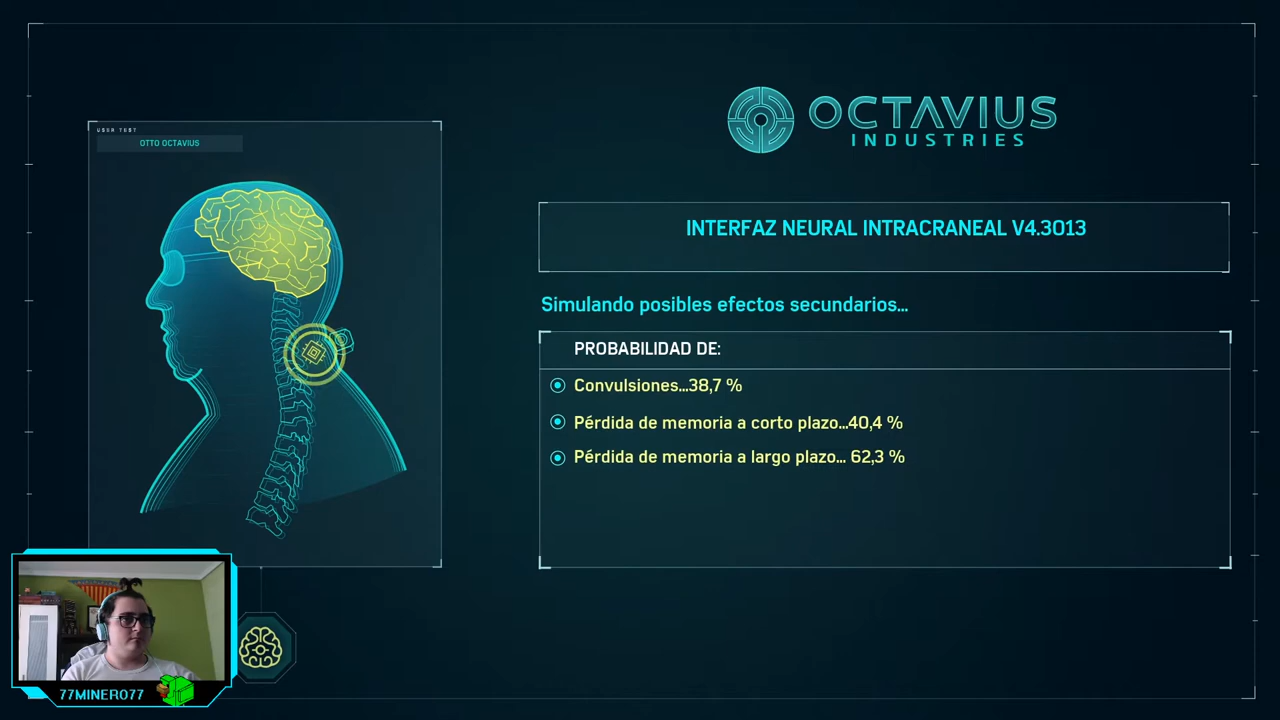 USER TEST
OTTO OCTAVIUS
OCTAVIUS
INDUSTRIES
INTERFAZ NEURAL INTRACRANEAL V4.3013
Simulando posibles efectos secundarios...
PROBABILIDAD DE:
Convulsiones...38,7 %
Pérdida de memoria a corto plazo...40,4 %
Pérdida de memoria a largo plazo... 62,3 %
77MINERO77